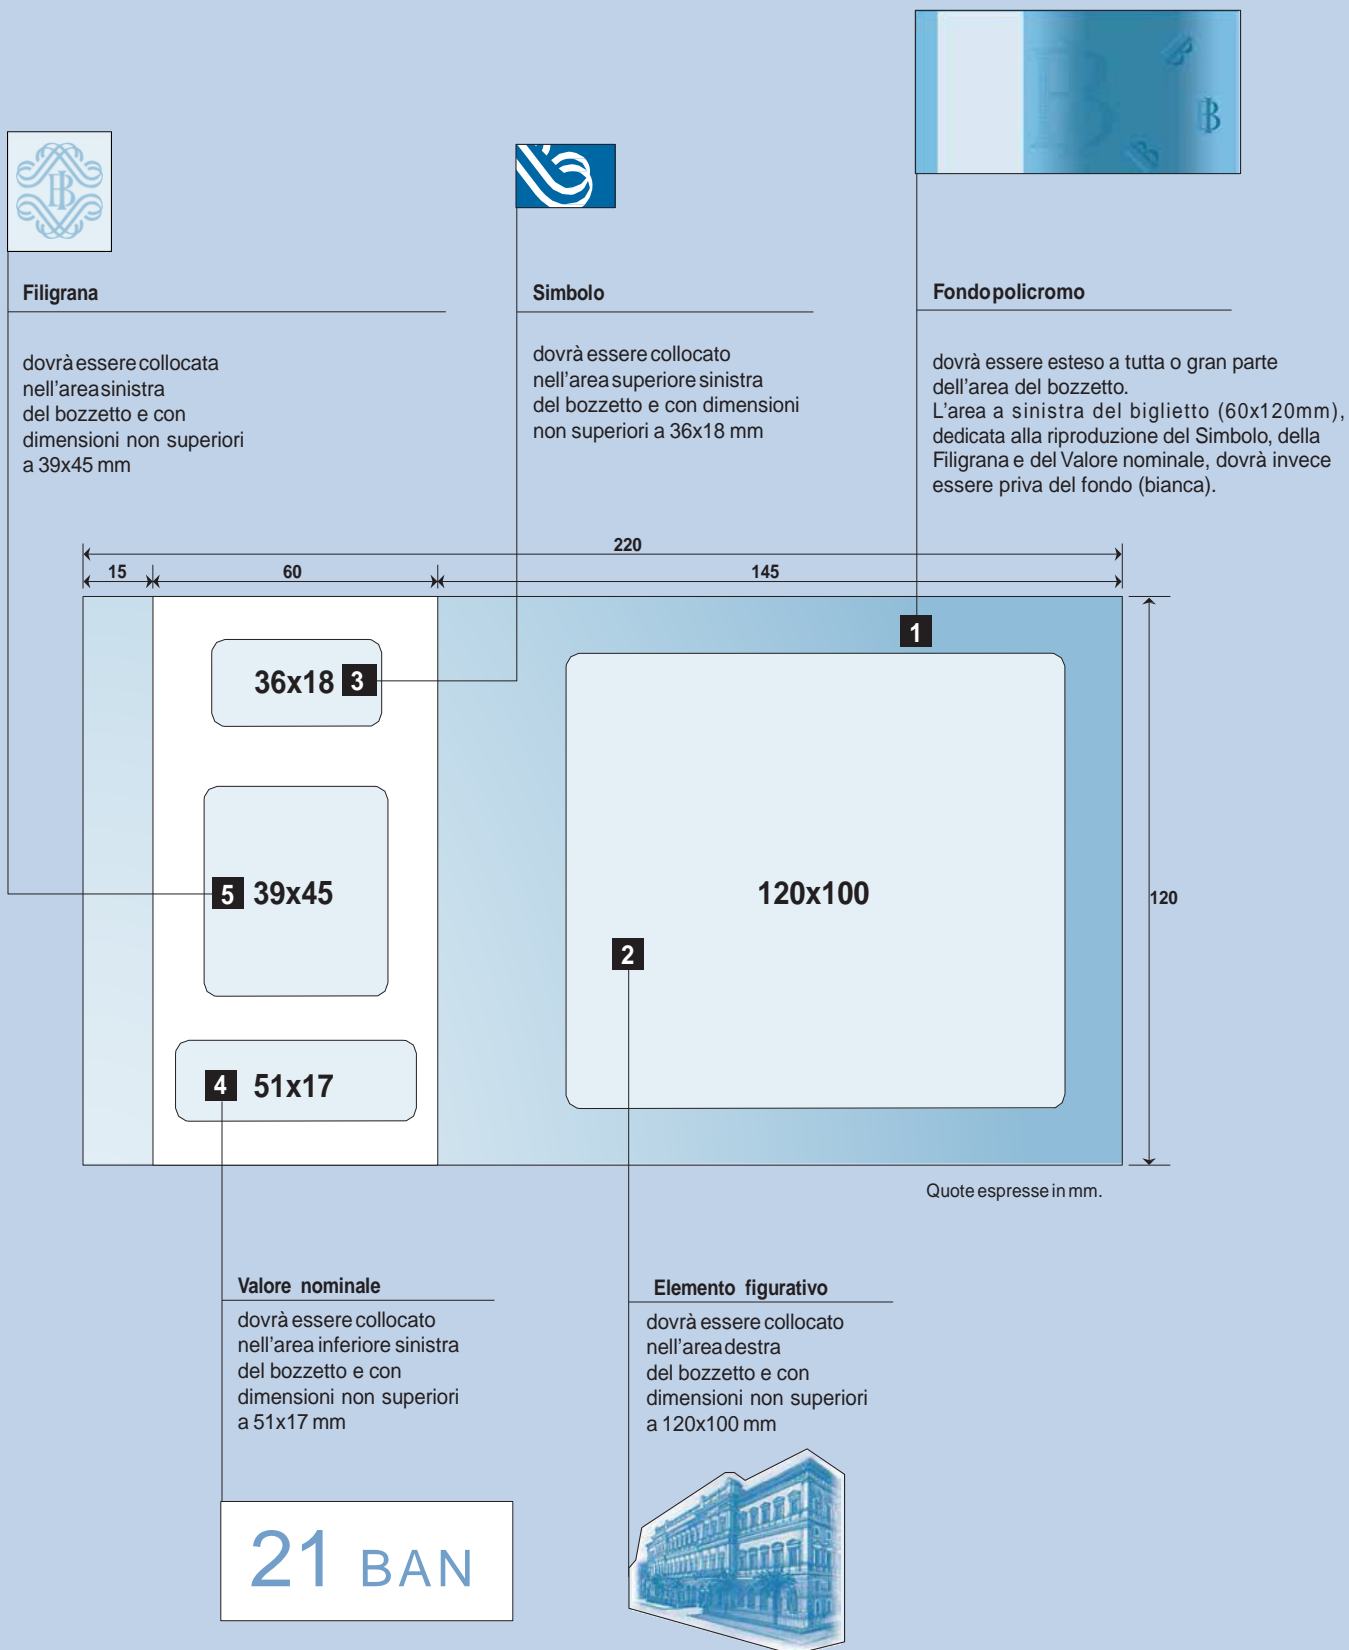 Filigrana
dovrà essere collocata
nell'area sinistra
del bozzetto e con
dimensioni non superiori
a 39x45 mm
Simbolo
dovrà essere collocato
nell'area superiore sinistra
del bozzetto e con dimensioni
non superiori a 36x18 mm
Fondo policromo
dovrà essere esteso a tutta o gran parte
dell'area del bozzetto.
L'area a sinistra del biglietto (60x120mm),
dedicata alla riproduzione del Simbolo, della
Filigrana e del Valore nominale, dovrà invece
essere priva del fondo (bianca).
220
15 60 145
1
36x18 3
5 39x45
120x100
120
2
4 51x17
Quote espresse in mm.
Valore nominale
dovrà essere collocato
nell'area inferiore sinistra
del bozzetto e con
dimensioni non superiori
a 51x17 mm
Elemento figurativo
dovrà essere collocato
nell'area destra
del bozzetto e con
dimensioni non superiori
a 120x100 mm
21 BAN